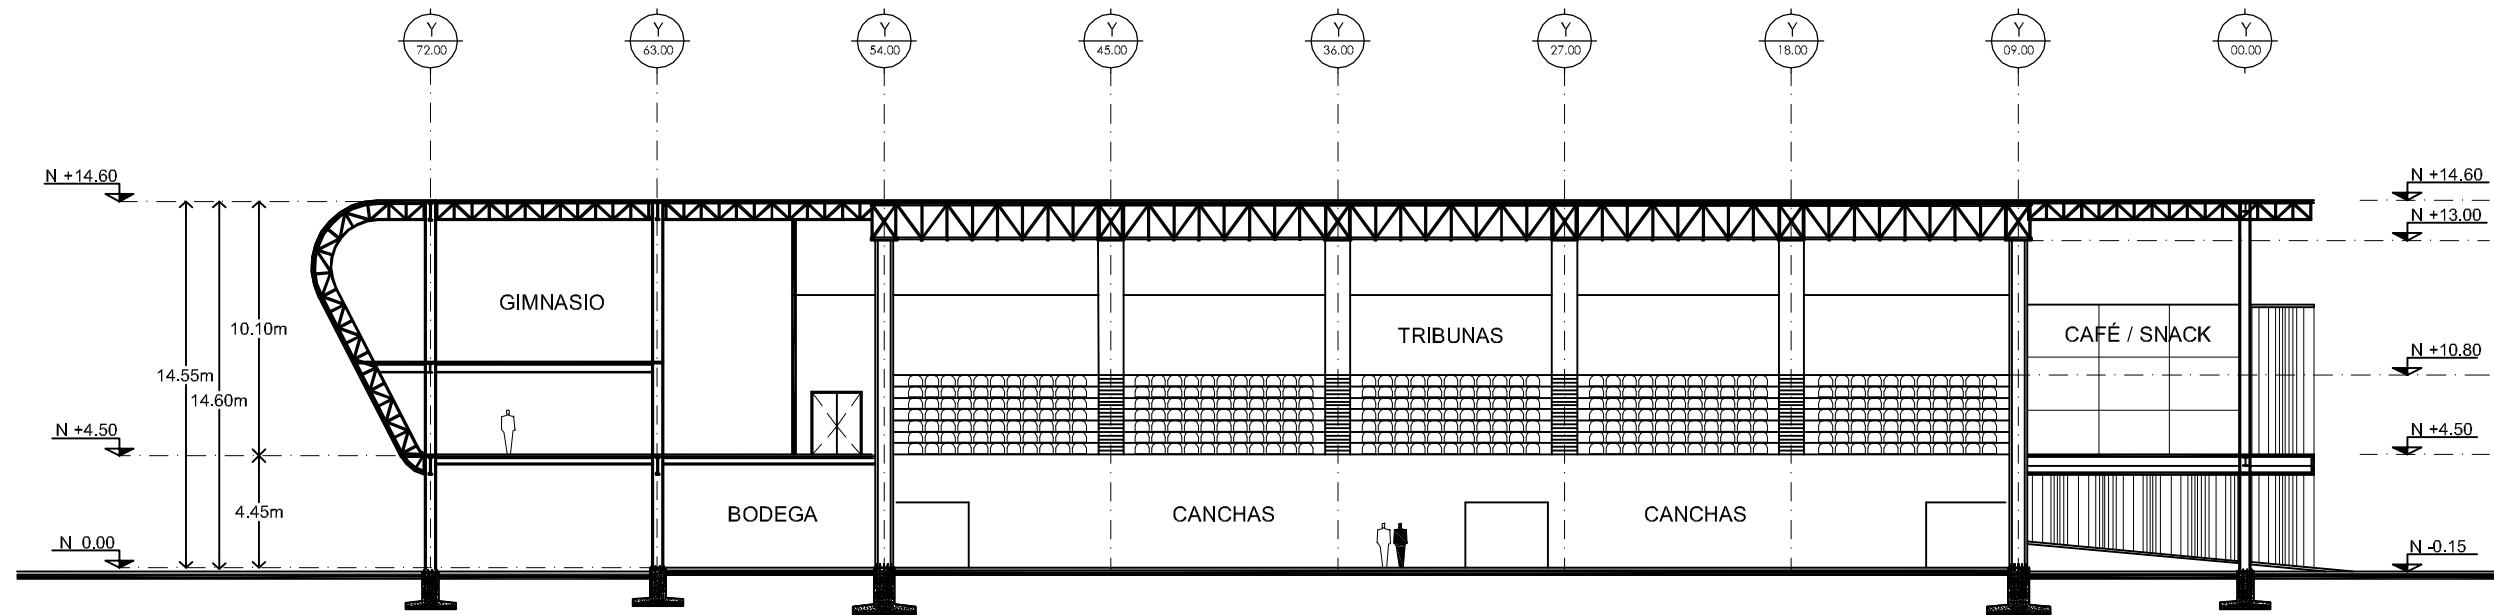 Y
72.00
Y
63.00
Y
54.00
Y
45.00
Y
36.00
Y
27.00
Y
18.00
Y
09.00
Y
00.00
N +14.60
N +14.60
N +13.00
GIMNASIO
10.10m
TRIBUNAS
CAFÉ / SNACK
N +10.80
14.55m
14.60m
N +4.50
N +4.50
4.45m
BODEGA
CANCHAS
CANCHAS
N 0.00
N -0.15